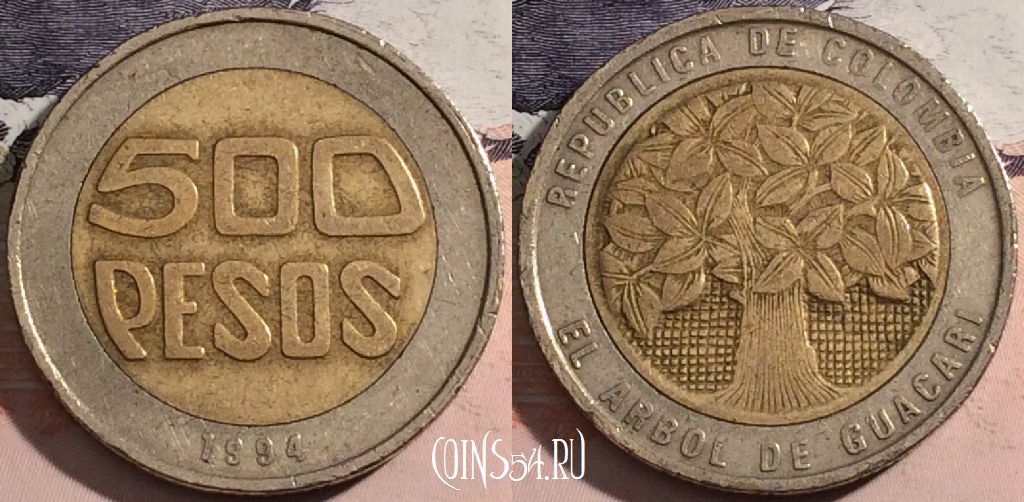 500
PESOS
1994
REPUBLICA DE COLOMBIA
EL ARBOL DE GUACARI
COINS54.RU